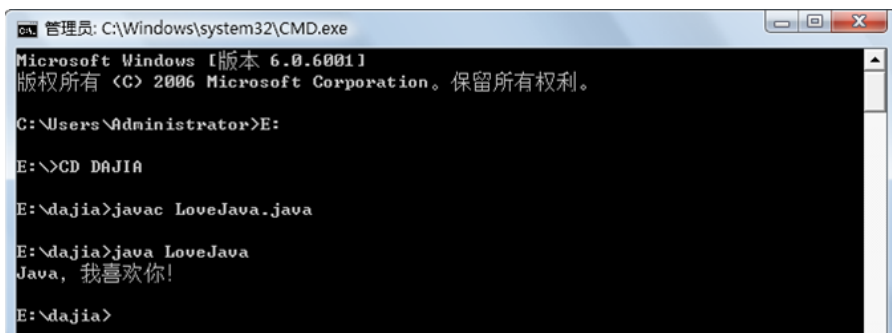 管理员: C:\Windows\system32\CMD.exe
Microsoft Windows [版本 6.0.6001]
版权所有 (C) 2006 Microsoft Corporation。保留所有权利。
C:\Users\Administrator>E:
E:\>CD DAJIA
E:\dajia>javac LoveJava.java
E:\dajia>java LoveJava
Java, 我喜欢你!
E:\dajia>